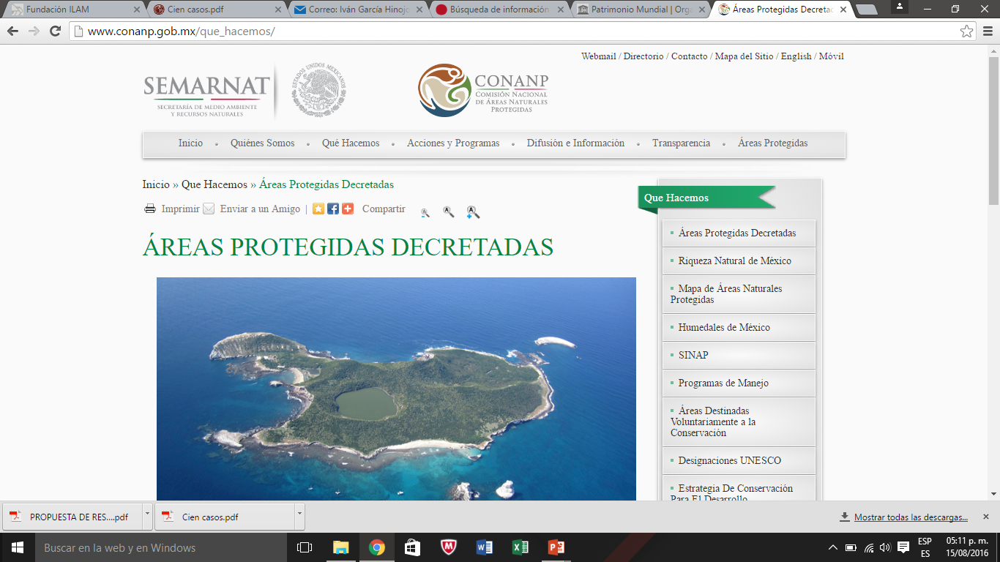 Fundación ILAM
Cien casos.pdf
Correo: Iván García Hinojo
Búsqueda de información
Patrimonio Mundial | Orga
Áreas Protegidas Decretad
www.conanp.gob.mx/que_hacemos/
Webmail / Directorio / Contacto / Mapa del Sitio / English / Móvil
SEMARNAT
SECRETARÍA DE MEDIO AMBIENTE
Y RECURSOS NATURALES
ESTADOS UNIDOS MEXICANOS
CONANP
COMISIÓN NACIONAL
DE ÁREAS NATURALES
PROTEGIDAS
Inicio • Quiénes Somos • Qué Hacemos • Acciones y Programas • Difusión e Información • Transparencia • Áreas Protegidas
Inicio » Que Hacemos » Áreas Protegidas Decretadas
Imprimir Enviar a un Amigo | Compartir
ÁREAS PROTEGIDAS DECRETADAS
Que Hacemos
Áreas Protegidas Decretadas
Riqueza Natural de México
Mapa de Áreas Naturales
Protegidas
Humedales de México
SINAP
Programas de Manejo
Áreas Destinadas
Voluntariamente a la
Conservación
Designaciones UNESCO
Estrategia De Conservación
Para El Desarrollo
PROPUESTA DE RES....pdf
Cien casos.pdf
Mostrar todas las descargas...
Buscar en la web y en Windows
ESP
ES
05:11 p. m.
15/08/2016